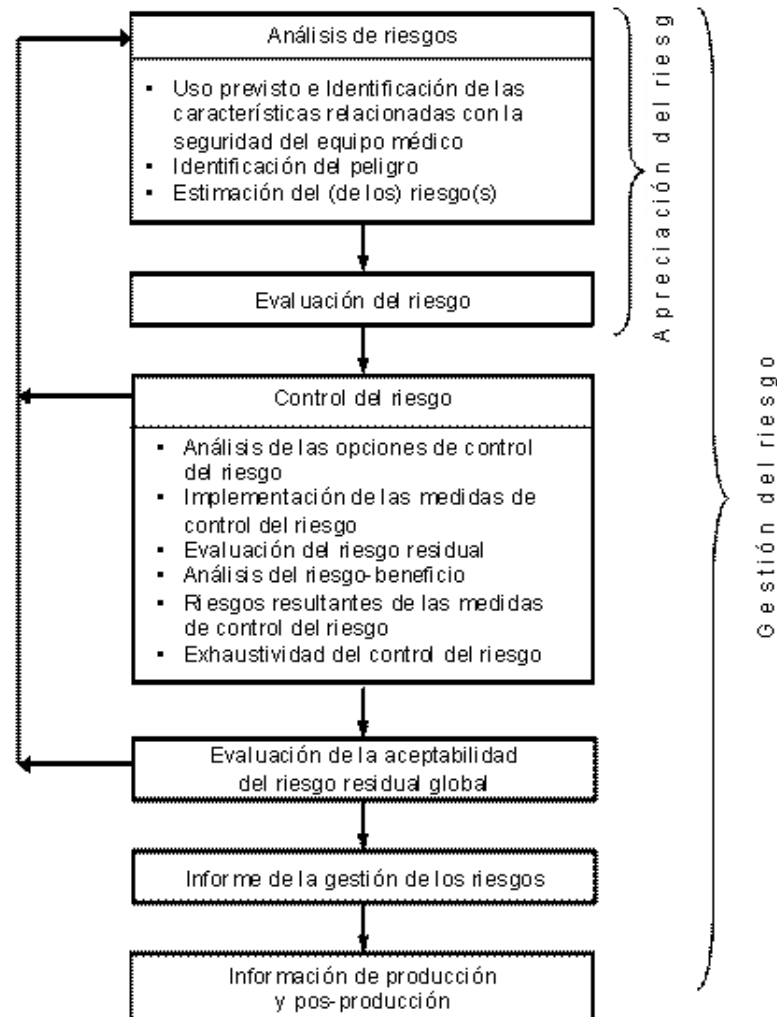 Análisis de riesgos
▪ Uso previsto e Identificación de las
características relacionadas con la
seguridad del equipo médico
▪ Identificación del peligro
▪ Estimación del (de los) riesgo(s)
Evaluación del riesgo
Apreciación del riesg
Control del riesgo
▪ Análisis de las opciones de control
del riesgo
▪ Implementación de las medidas de
control del riesgo
▪ Evaluación del riesgo residual
▪ Análisis del riesgo-beneficio
▪ Riesgos resultantes de las medidas
de control del riesgo
▪ Exhaustividad del control del riesgo
Evaluación de la aceptabilidad
del riesgo residual global
Informe de la gestión de los riesgos
Información de producción
y pos-producción
Gestión del riesgo